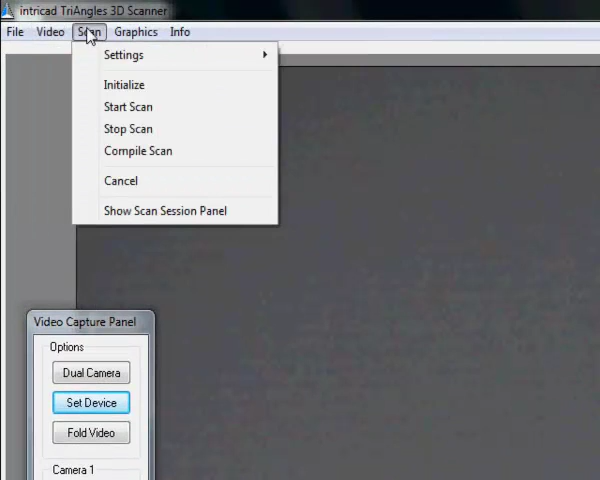 intricad TriAngles 3D Scanner
File Video Scan Graphics Info
Settings
Initialize
Start Scan
Stop Scan
Compile Scan
Cancel
Show Scan Session Panel
Video Capture Panel
Options
Dual Camera
Set Device
Fold Video
Camera 1